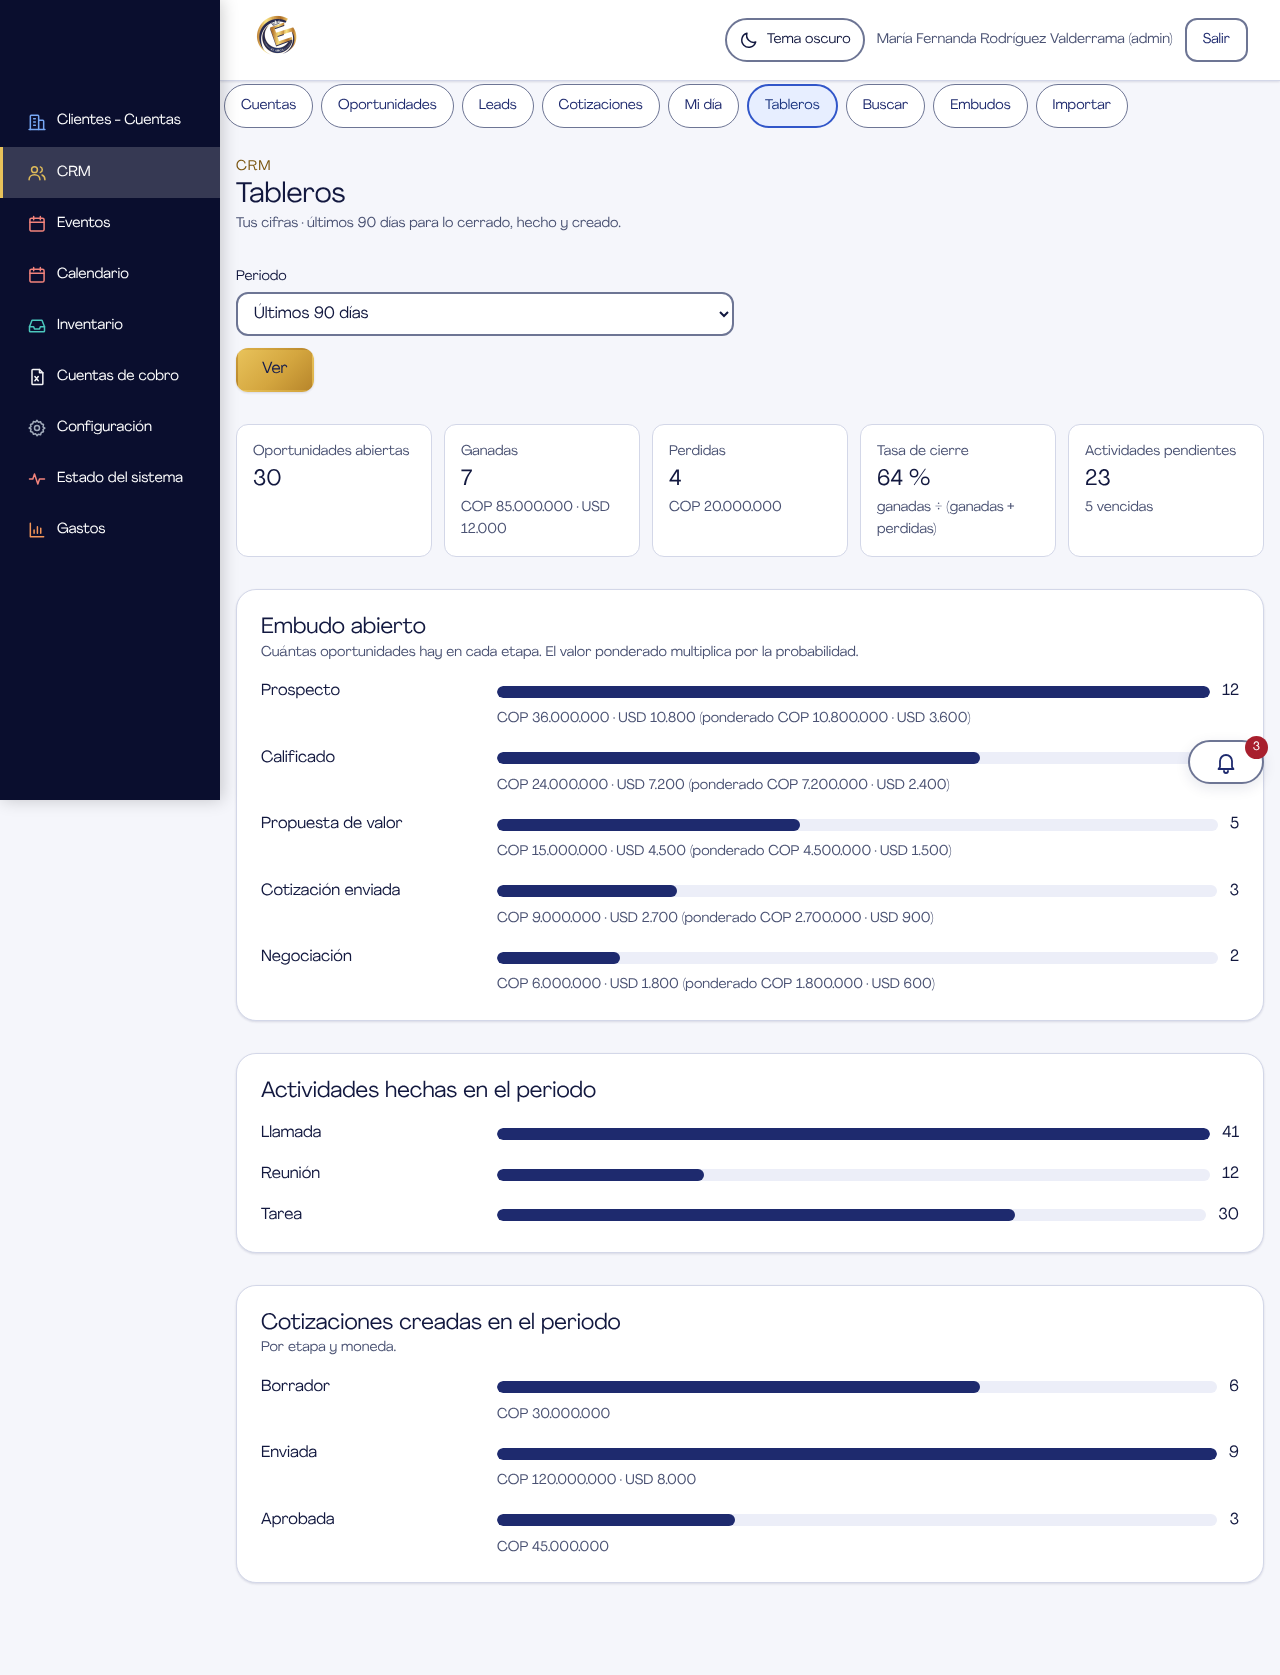 Tema oscuro
María Fernanda Rodríguez Valderrama (admin)
Salir
Clientes - Cuentas
CRM
Eventos
Calendario
Inventario
Cuentas de cobro
Configuración
Estado del sistema
Gastos
Cuentas
Oportunidades
Leads
Cotizaciones
Mi día
Tableros
Buscar
Embudos
Importar
CRM
Tableros
Tus cifras · últimos 90 días para lo cerrado, hecho y creado.
Periodo
Últimos 90 días
Ver
Oportunidades abiertas
30
Ganadas
7
COP 85.000.000 · USD
12.000
Perdidas
4
COP 20.000.000
Tasa de cierre
64 %
ganadas ÷ (ganadas +
perdidas)
Actividades pendientes
23
5 vencidas
Embudo abierto
Cuántas oportunidades hay en cada etapa. El valor ponderado multiplica por la probabilidad.
Prospecto
12
COP 36.000.000 · USD 10.800 (ponderado COP 10.800.000 · USD 3.600)
3
Calificado
COP 24.000.000 · USD 7.200 (ponderado COP 7.200.000 · USD 2.400)
Propuesta de valor
5
COP 15.000.000 · USD 4.500 (ponderado COP 4.500.000 · USD 1.500)
Cotización enviada
3
COP 9.000.000 · USD 2.700 (ponderado COP 2.700.000 · USD 900)
Negociación
2
COP 6.000.000 · USD 1.800 (ponderado COP 1.800.000 · USD 600)
Actividades hechas en el periodo
Llamada
41
Reunión
12
Tarea
30
Cotizaciones creadas en el periodo
Por etapa y moneda.
Borrador
6
COP 30.000.000
Enviada
9
COP 120.000.000 · USD 8.000
Aprobada
3
COP 45.000.000